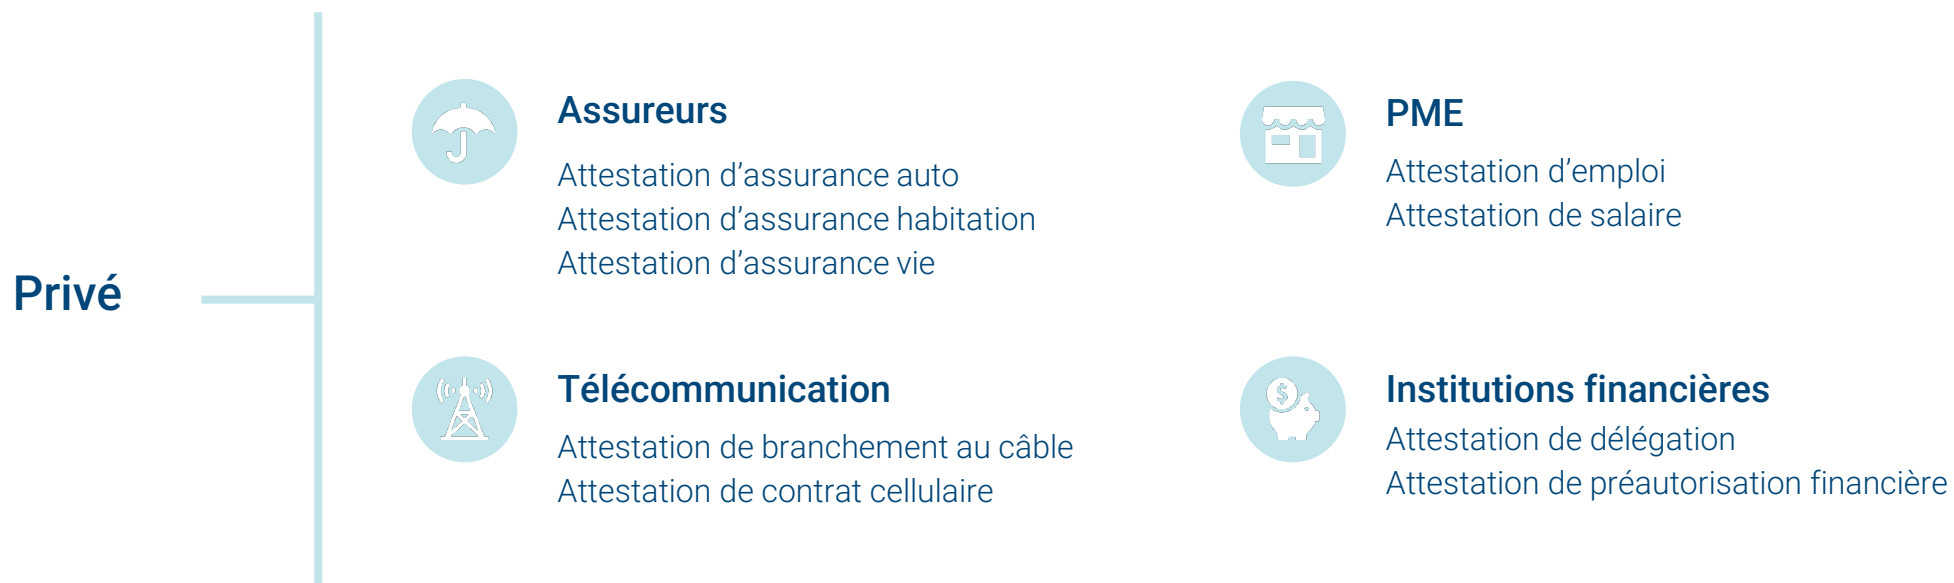 Privé
Assureurs
Attestation d’assurance auto
Attestation d’assurance habitation
Attestation d’assurance vie
PME
Attestation d’emploi
Attestation de salaire
Télécommunication
Attestation de branchement au câble
Attestation de contrat cellulaire
Institutions financières
Attestation de délégation
Attestation de préautorisation financière